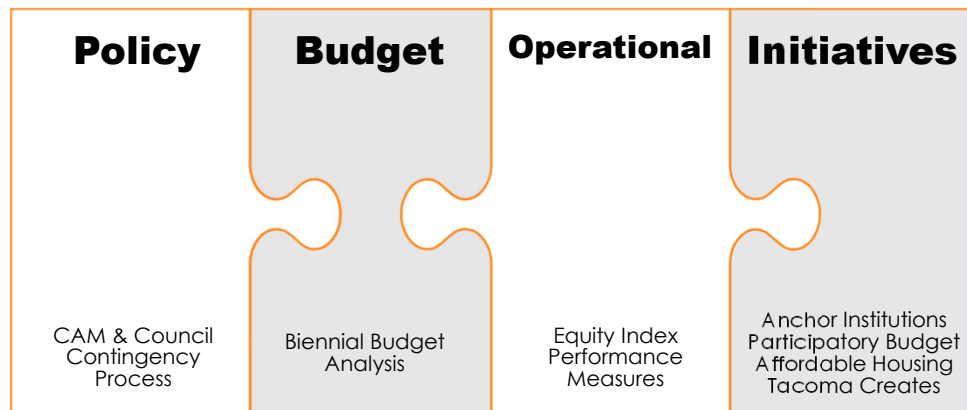 Policy
Budget
Operational
Initiatives
CAM & Council
Contingency
Process
Biennial Budget
Analysis
Equity Index
Performance
Measures
Anchor Institutions
Participatory Budget
Affordable Housing
Tacoma Creates